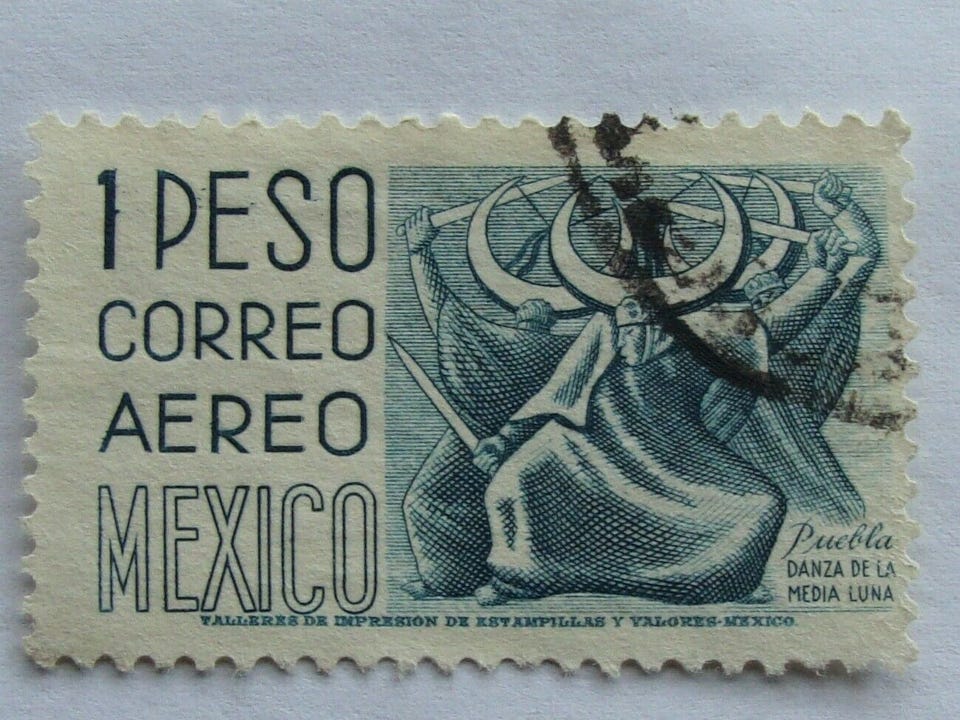 1 PESO
CORREO
AEREO
MEXICO
Puebla
DANZA DE LA
MEDIA LUNA
TALLERES DE IMPRESION DE ESTAMPILLAS Y VALORES-MEXICO.